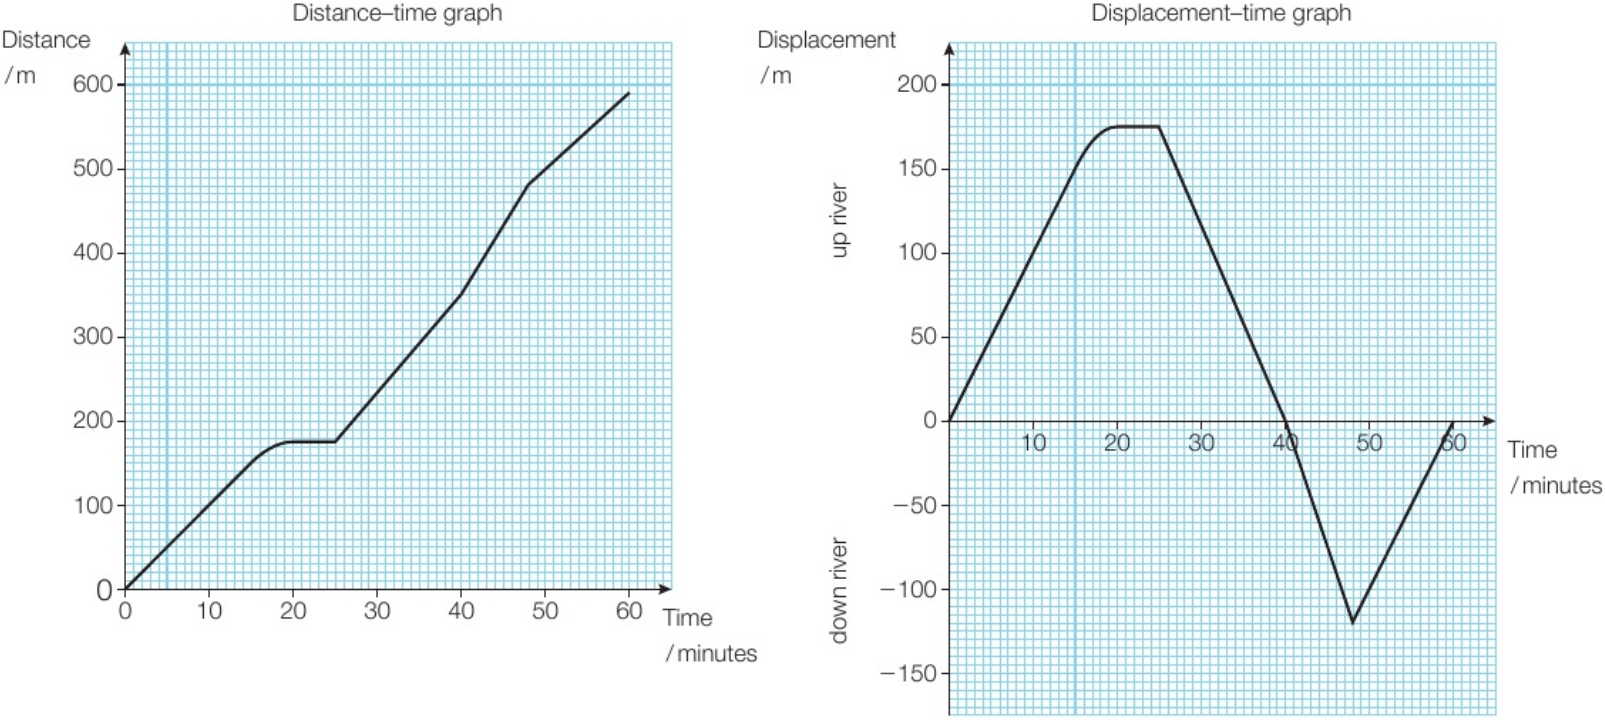 Distance–time graph
Distance
/m
600
500
400
300
200
100
0
0 10 20 30 40 50 60
Time
/minutes
Displacement–time graph
Displacement
/m
up river
down river
200
150
100
50
0
−50
−100
−150
10 20 30 40 50 60
Time
/minutes